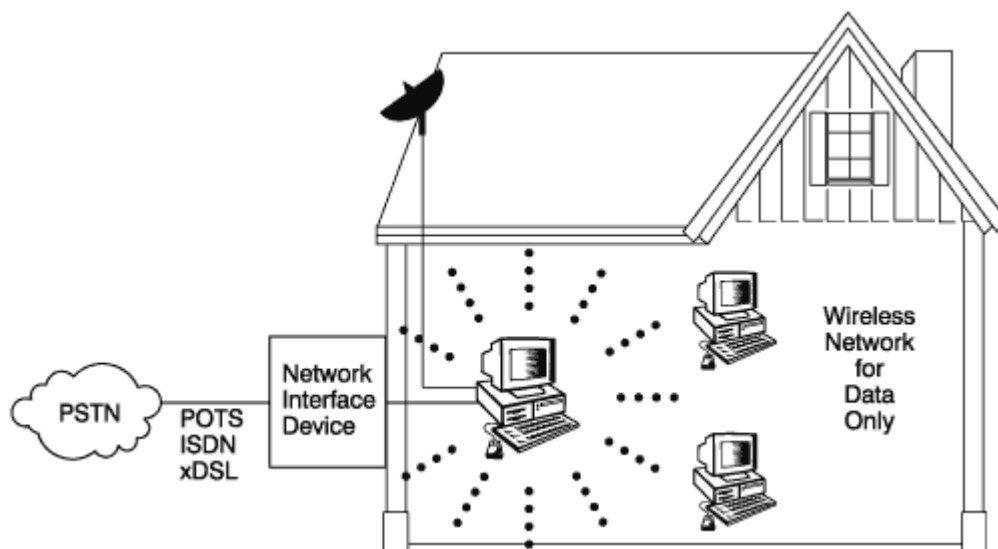 PSTN
POTS
ISDN
xDSL
Network
Interface
Device
Wireless
Network
for
Data
Only